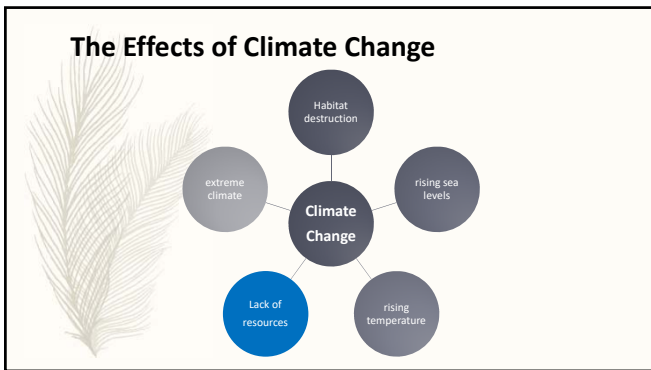 The Effects of Climate Change
Habitat
destruction
extreme
climate
rising sea
levels
Climate
Change
Lack of
resources
rising
temperature